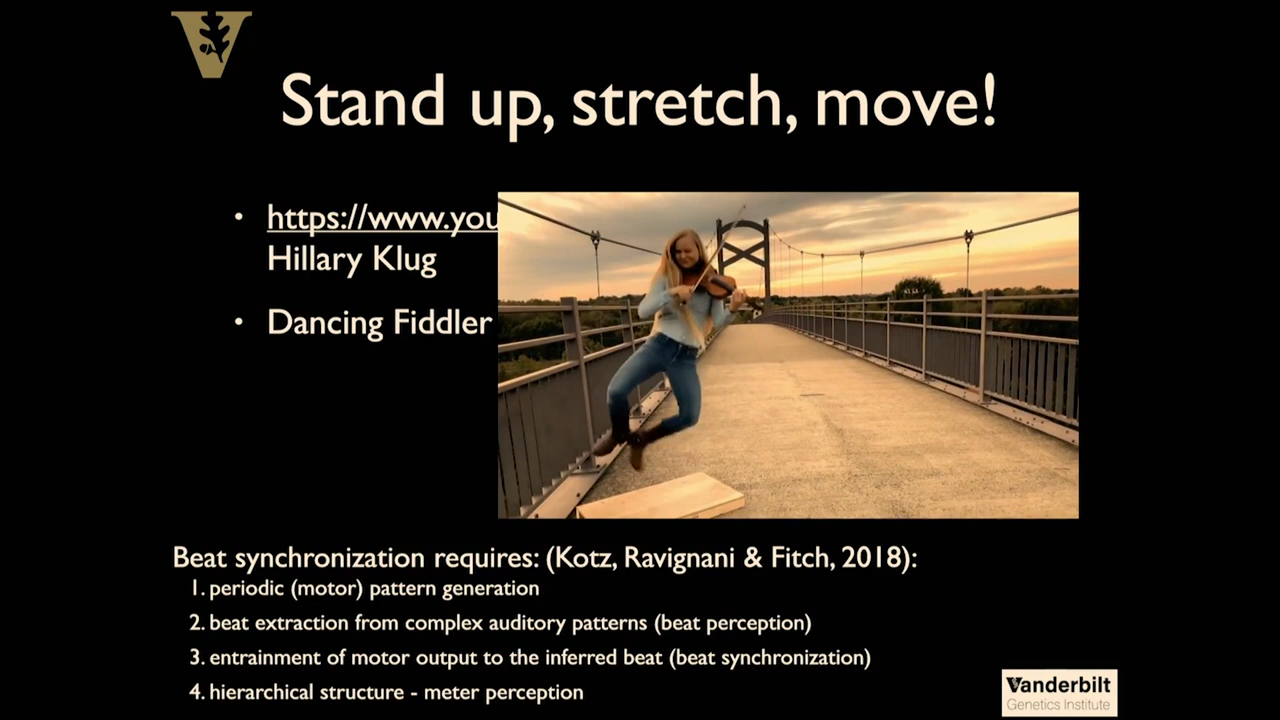 Stand up, stretch, move!
• https://www.you
Hillary Klug
• Dancing Fiddler
Beat synchronization requires: (Kotz, Ravignani & Fitch, 2018):
1. periodic (motor) pattern generation
2. beat extraction from complex auditory patterns (beat perception)
3. entrainment of motor output to the inferred beat (beat synchronization)
4. hierarchical structure - meter perception
Vanderbilt
Genetics Institute